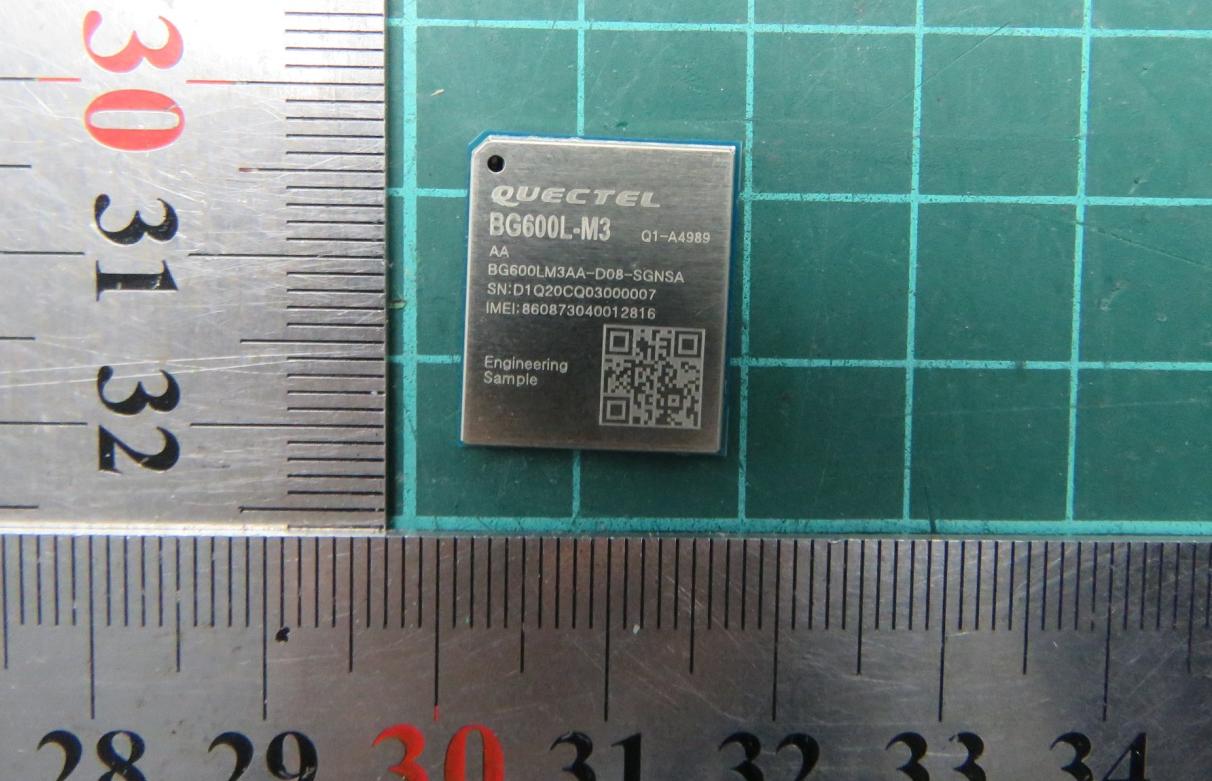 30
31
32
QUECTEL
BG600L-M3 Q1-A4989
AA
BG600LM3AA-D08-SGNSA
SN:D1Q20CQ03000007
IMEI:860873040012816
Engineering
Sample
28 29 30 31 32 33 34